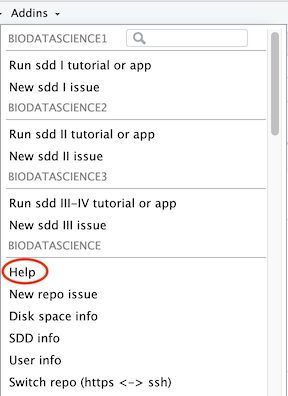 Addins
BIODATASCIENCE1
Run sdd I tutorial or app
New sdd I issue
BIODATASCIENCE2
Run sdd II tutorial or app
New sdd II issue
BIODATASCIENCE3
Run sdd III-IV tutorial or app
New sdd III issue
BIODATASCIENCE
Help
New repo issue
Disk space info
SDD info
User info
Switch repo (https <-> ssh)